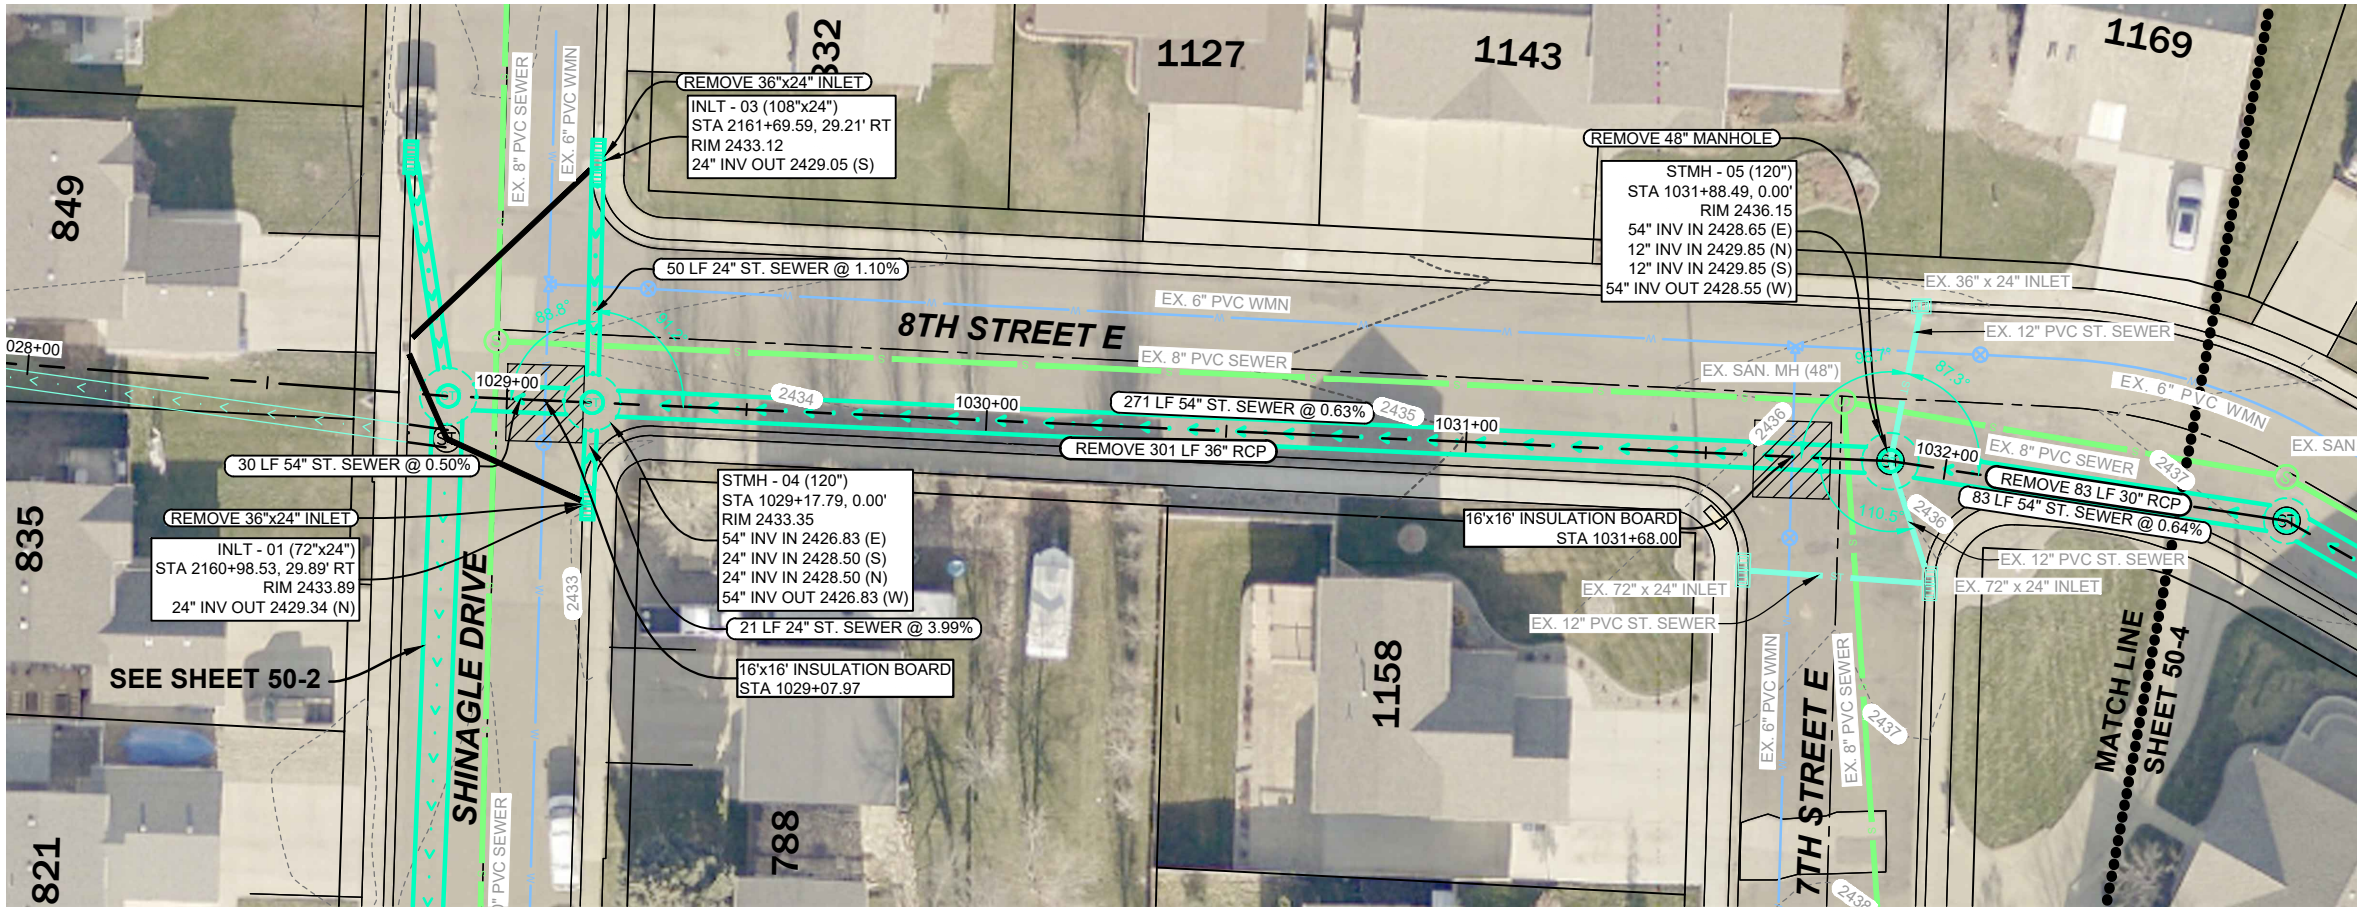 832
1127
1143
1169
849
835
821
788
1158
EX. 8" PVC SEWER
EX. 6" PVC WMN
REMOVE 36"x24" INLET
INLT - 03 (108"x24")
STA 2161+69.59, 29.21' RT
RIM 2433.12
24" INV OUT 2429.05 (S)
REMOVE 48" MANHOLE
STMH - 05 (120")
STA 1031+88.49, 0.00'
RIM 2436.15
54" INV IN 2428.65 (E)
12" INV IN 2429.85 (N)
12" INV IN 2429.85 (S)
54" INV OUT 2428.55 (W)
50 LF 24" ST. SEWER @ 1.10%
EX. 6" PVC WMN
8TH STREET E
EX. 8" PVC SEWER
EX. 36" x 24" INLET
EX. 12" PVC ST. SEWER
EX. SAN. MH (48")
EX. 6" PVC WMN
EX. SAN
88.8°
91.2°
87.3°
110.5°
028+00
1029+00
1030+00
1031+00
1032+00
2434
2435
2436
2437
2436
2433
2437
2438
271 LF 54" ST. SEWER @ 0.63%
REMOVE 301 LF 36" RCP
EX. 8" PVC SEWER
REMOVE 83 LF 30" RCP
83 LF 54" ST. SEWER @ 0.64%
30 LF 54" ST. SEWER @ 0.50%
REMOVE 36"x24" INLET
INLT - 01 (72"x24")
STA 2160+98.53, 29.89' RT
RIM 2433.89
24" INV OUT 2429.34 (N)
STMH - 04 (120")
STA 1029+17.79, 0.00'
RIM 2433.35
54" INV IN 2426.83 (E)
24" INV IN 2428.50 (S)
24" INV IN 2428.50 (N)
54" INV OUT 2426.83 (W)
21 LF 24" ST. SEWER @ 3.99%
16'x16' INSULATION BOARD
STA 1029+07.97
16'x16' INSULATION BOARD
STA 1031+68.00
EX. 72" x 24" INLET
EX. 12" PVC ST. SEWER
EX. 12" PVC ST. SEWER
EX. 72" x 24" INLET
SEE SHEET 50-2
SHINAGLE DRIVE
PVC SEWER
EX. 6" PVC WMN
EX. 8" PVC SEWER
7TH STREET E
MATCH LINE
SHEET 50-4
ST
ST